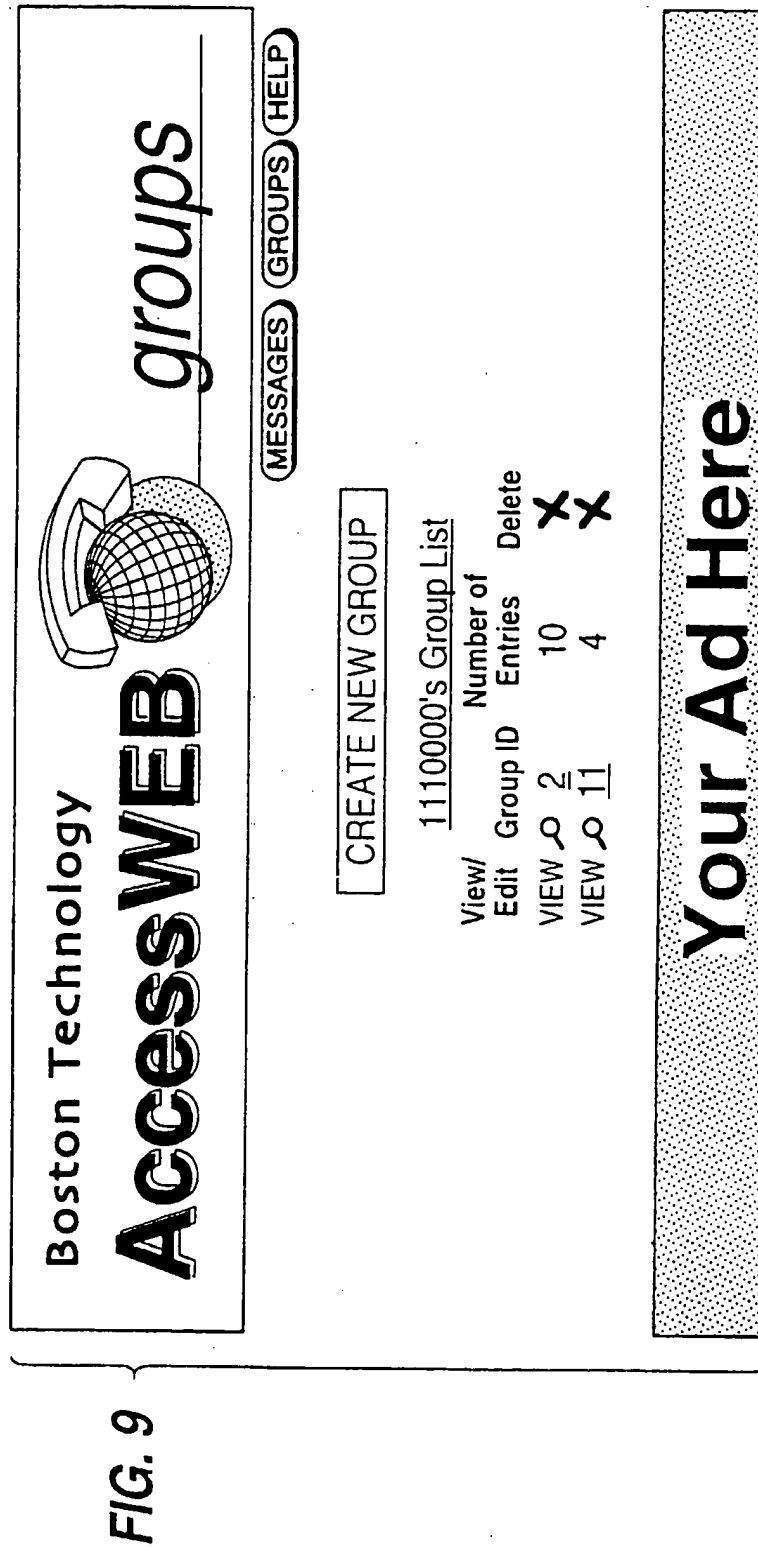 FIG. 9
Boston Technology
AccessWEB groups
MESSAGES GROUPS HELP
CREATE NEW GROUP
1110000's Group List
View/ Number of
Edit Group ID Entries Delete
VIEW 2 10 X
VIEW 11 4 X
Your Ad Here